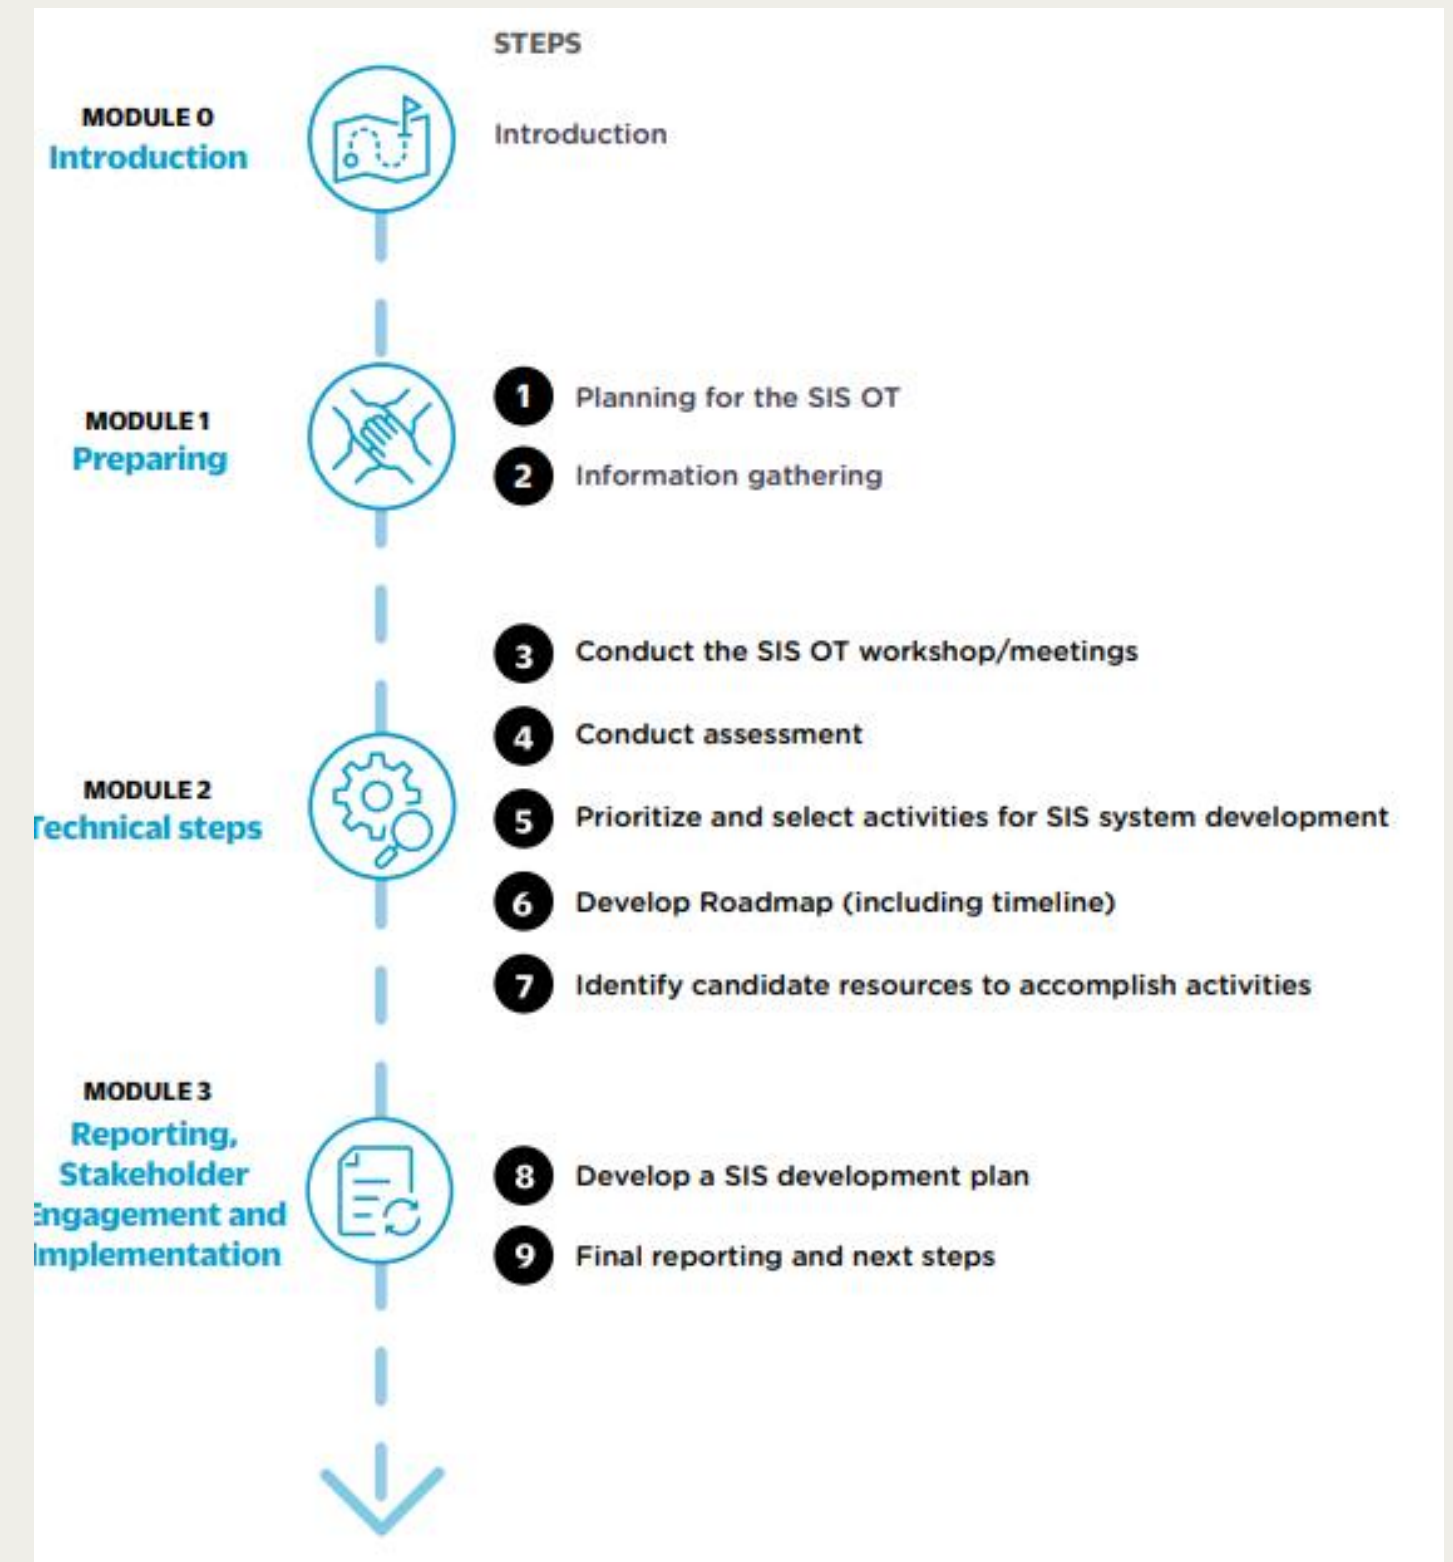 STEPS
MODULE 0
Introduction
Introduction
MODULE 1
Preparing
1 Planning for the SIS OT
2 Information gathering
MODULE 2
Technical steps
3 Conduct the SIS OT workshop/meetings
4 Conduct assessment
5 Prioritize and select activities for SIS system development
6 Develop Roadmap (including timeline)
7 Identify candidate resources to accomplish activities
MODULE 3
Reporting,
Stakeholder
Engagement and
Implementation
8 Develop a SIS development plan
9 Final reporting and next steps